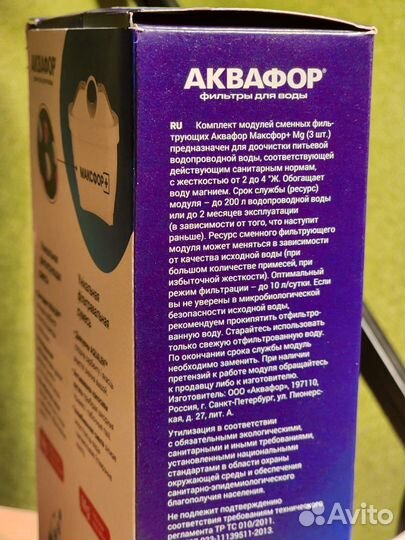 АКВАФОР®
АКВАФОР®
ФИЛЬТРЫ ДЛЯ ВОДЫ
МАКСФОР+
RU Комплект модулей сменных филь-
трующих Аквафор Максфор+ Mg (3 шт.)
предназначен для доочистки питьевой
водопроводной воды, соответствующей
действующим санитарным нормам,
с жесткостью от 2 до 4 °Ж. Обогащает
воду магнием. Срок службы (ресурс)
модуля – до 200 л водопроводной воды
или до 2 месяцев эксплуатации
(в зависимости от того, что наступит
раньше). Ресурс сменного фильтрующего
модуля может меняться в зависимости
от качества исходной воды (при
большом количестве примесей, при
избыточной жесткости). Оптимальный
режим фильтрации – до 10 л/сутки. Если
вы не уверены в микробиологической
безопасности исходной воды,
рекомендуем прокипятить отфильтро-
ванную воду. Старайтесь использовать
только свежую отфильтрованную воду.
По окончании срока службы модуль
необходимо заменить. При наличии
претензий к работе модуля обращайтесь
к продавцу либо к изготовителю.
Изготовитель: ООО «Аквафор», 197110,
Россия, г. Санкт-Петербург, ул. Пионерс-
кая, д. 27, лит. А.
Утилизация в соответствии
с обязательными экологическими,
санитарными и иными требованиями,
установленными национальными
стандартами в области охраны
окружающей среды и обеспечения
санитарно-эпидемиологического
благополучия населения.
Не подлежит подтверждению
соответствия требованиям технического
регламента ТР ТС 010/2011.
033-11139511-2013.
Avito